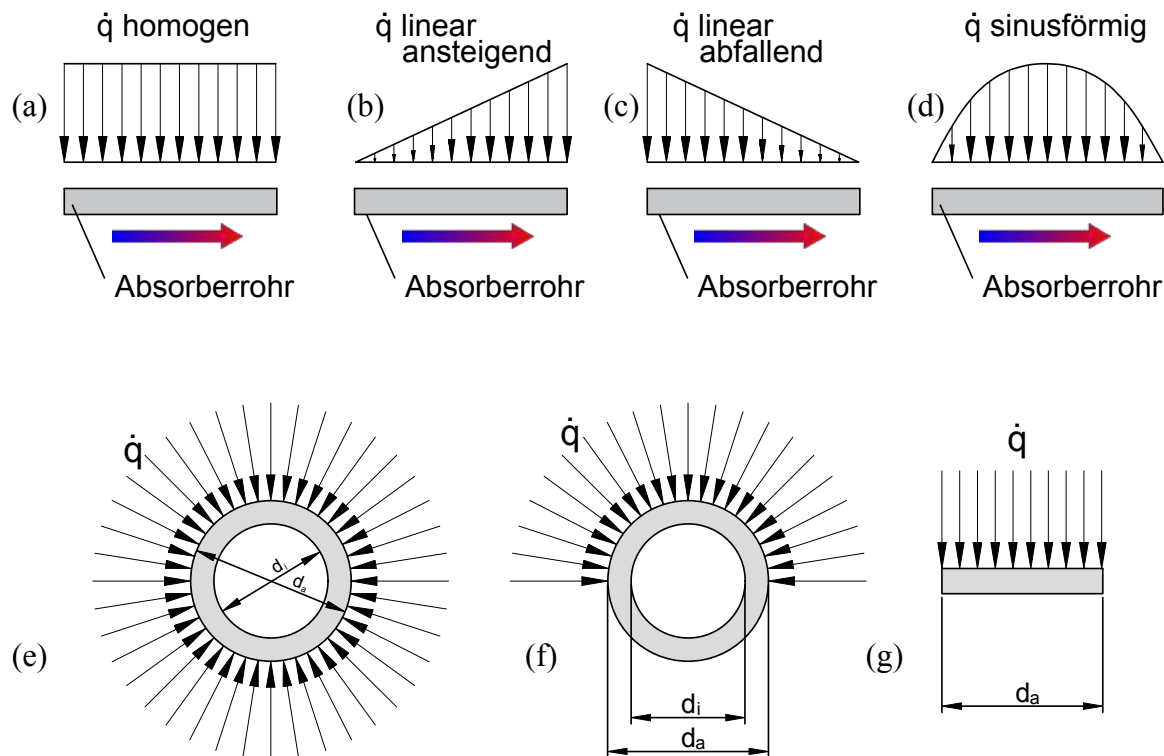 q̇ homogen
q̇ linear
ansteigend
q̇ linear
abfallend
q̇ sinusförmig
(a)
(b)
(c)
(d)
Absorberrohr
Absorberrohr
Absorberrohr
Absorberrohr
q̇
q̇
q̇
dᵢ
dₐ
(e)
(f)
(g)
dᵢ
dₐ
dₐ